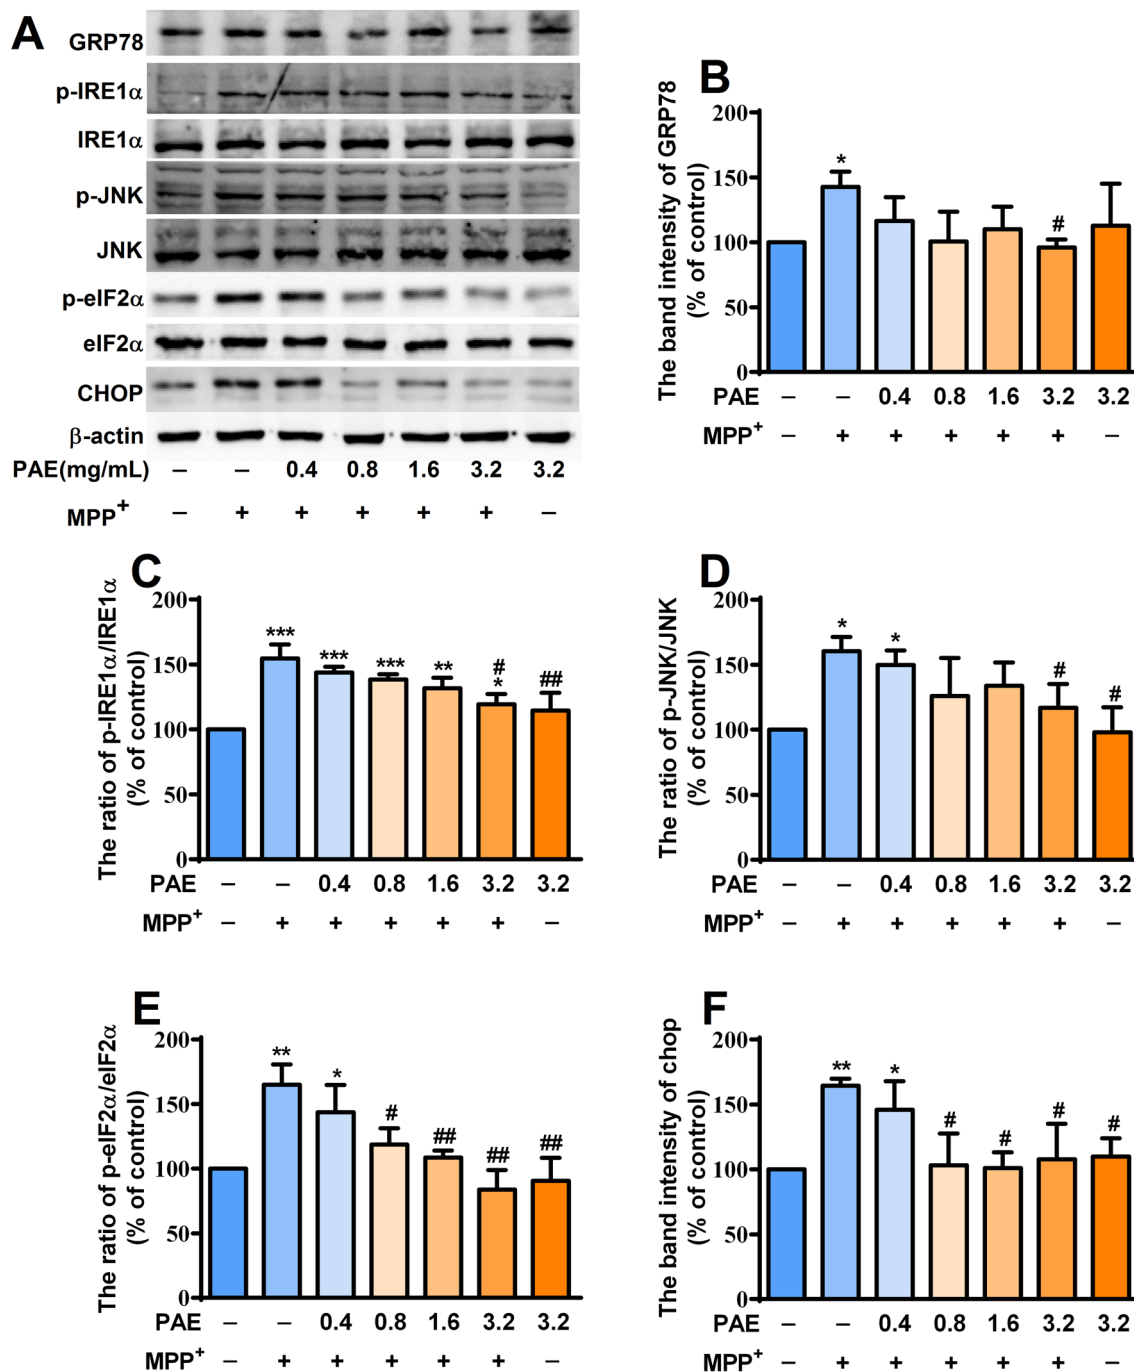 A
GRP78
p-IRE1α
IRE1α
p-JNK
JNK
p-eIF2α
eIF2α
CHOP
β-actin
PAE(mg/mL) – – 0.4 0.8 1.6 3.2 3.2
MPP+ – + + + + + –
B
The band intensity of GRP78
(% of control)
200
150
100
50
0
* #
PAE – – 0.4 0.8 1.6 3.2 3.2
MPP+ – + + + + + –
C
The ratio of p-IRE1α/IRE1α
(% of control)
200
150
100
50
0
*** *** *** ** # * ##
PAE – – 0.4 0.8 1.6 3.2 3.2
MPP+ – + + + + + –
D
The ratio of p-JNK/JNK
(% of control)
200
150
100
50
0
* * # #
PAE – – 0.4 0.8 1.6 3.2 3.2
MPP+ – + + + + + –
E
The ratio of p-eIF2α/eIF2α
(% of control)
200
150
100
50
0
** * # ## ## ##
PAE – – 0.4 0.8 1.6 3.2 3.2
MPP+ – + + + + + –
F
The band intensity of chop
(% of control)
200
150
100
50
0
** * # # # #
PAE – – 0.4 0.8 1.6 3.2 3.2
MPP+ – + + + + + –